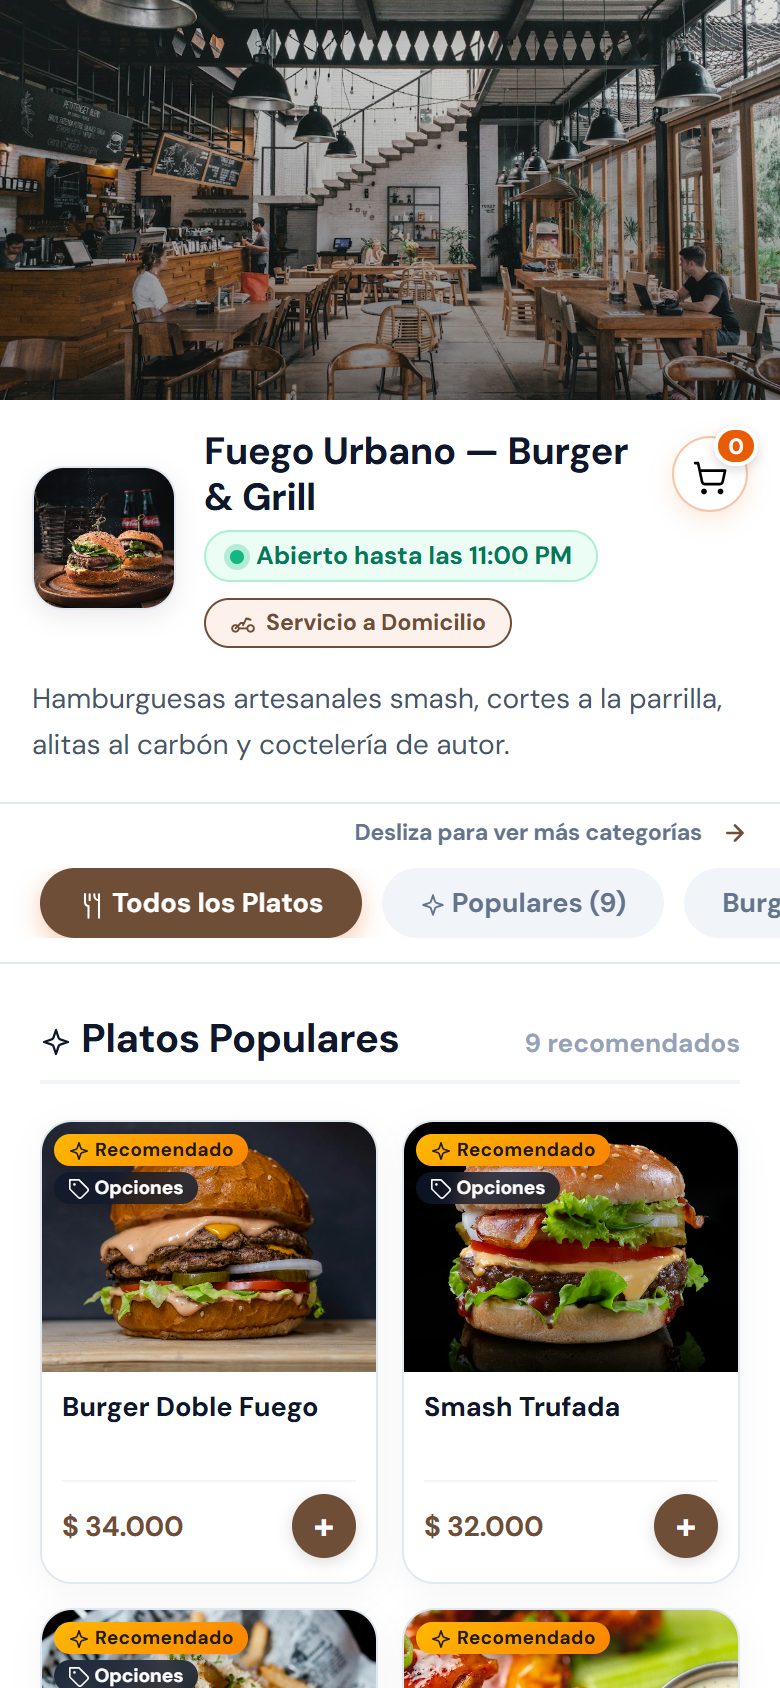 love
Fuego Urbano — Burger
& Grill
0
Abierto hasta las 11:00 PM
Servicio a Domicilio
Hamburguesas artesanales smash, cortes a la parrilla,
alitas al carbón y coctelería de autor.
Desliza para ver más categorías →
Todos los Platos
Populares (9)
Burg
Platos Populares
9 recomendados
Recomendado
Opciones
Burger Doble Fuego
$ 34.000
+
Recomendado
Opciones
Smash Trufada
$ 32.000
+
Recomendado
Opciones
Recomendado